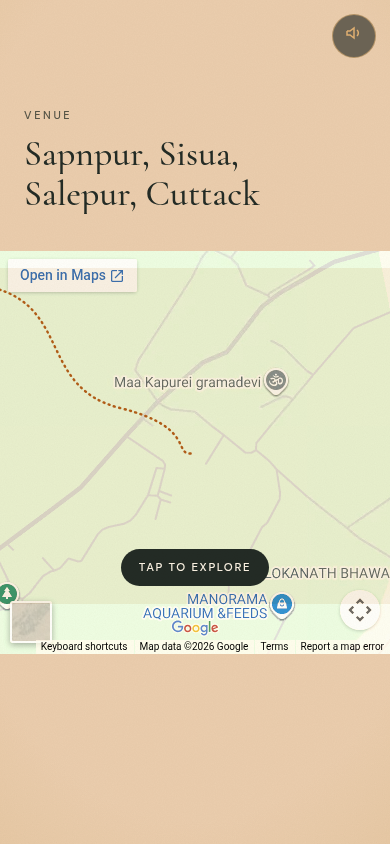 VENUE
Sapnpur, Sisua,
Salepur, Cuttack
Open in Maps
Maa Kapurei gramadevi
ॐ
TAP TO EXPLORE
LOKANATH BHAWA
MANORAMA
AQUARIUM &FEEDS
Google
Keyboard shortcuts Map data ©2026 Google Terms Report a map error